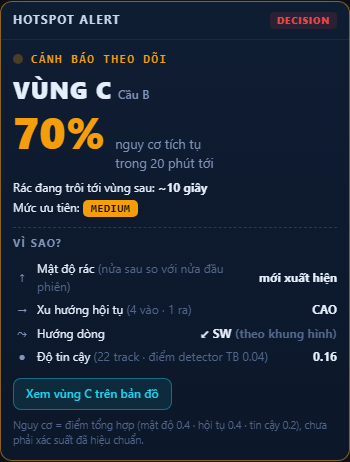 HOTSPOT ALERT DECISION
CẢNH BÁO THEO DÕI
VÙNG C Cầu B
70% nguy cơ tích tụ
trong 20 phút tới
Rác đang trôi tới vùng sau: ~10 giây
Mức ưu tiên: MEDIUM
VÌ SAO?
↑ Mật độ rác (nửa sau so với nửa đầu phiên) mới xuất hiện
→ Xu hướng hội tụ (4 vào · 1 ra) CAO
⤳ Hướng dòng ↙ SW (theo khung hình)
● Độ tin cậy (22 track · điểm detector TB 0.04) 0.16
Xem vùng C trên bản đồ
Nguy cơ = điểm tổng hợp (mật độ 0.4 · hội tụ 0.4 · tin cậy 0.2), chưa
phải xác suất đã hiệu chuẩn.